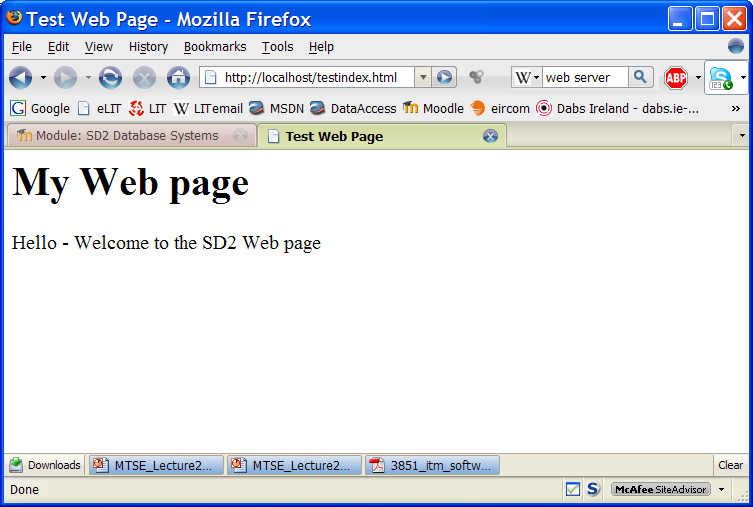 Test Web Page - Mozilla Firefox
File Edit View History Bookmarks Tools Help
http://localhost/testindex.html W web server ABP 123
G Google eLIT LIT W LITemail MSDN DataAccess Moodle eircom Dabs Ireland - dabs.ie-... »
Module: SD2 Database Systems Test Web Page
My Web page
Hello - Welcome to the SD2 Web page
Downloads MTSE_Lecture2... MTSE_Lecture2... 3851_itm_softw... Clear
Done S McAfee SiteAdvisor